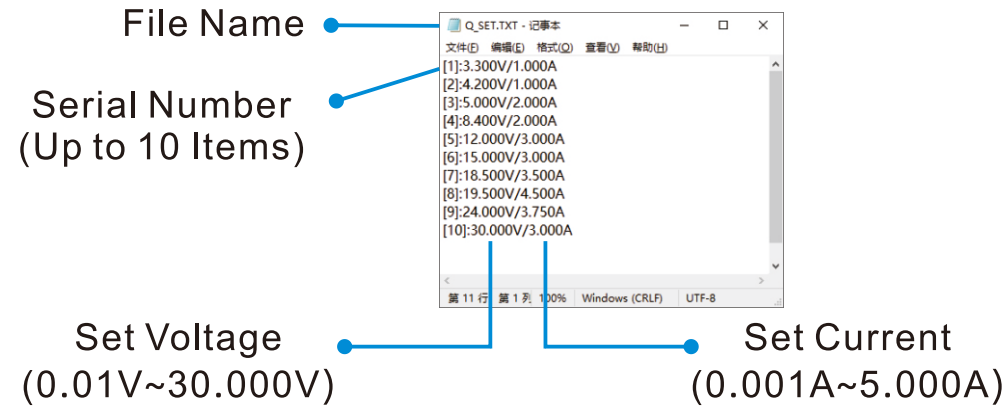 File Name
Q_SET.TXT - 记事本
文件(F) 编辑(E) 格式(O) 查看(V) 帮助(H)
Serial Number
(Up to 10 Items)
[1]:3.300V/1.000A
[2]:4.200V/1.000A
[3]:5.000V/2.000A
[4]:8.400V/2.000A
[5]:12.000V/3.000A
[6]:15.000V/3.000A
[7]:18.500V/3.500A
[8]:19.500V/4.500A
[9]:24.000V/3.750A
[10]:30.000V/3.000A
第 11 行 第 1 列 100% Windows (CRLF) UTF-8
Set Voltage
(0.01V~30.000V)
Set Current
(0.001A~5.000A)